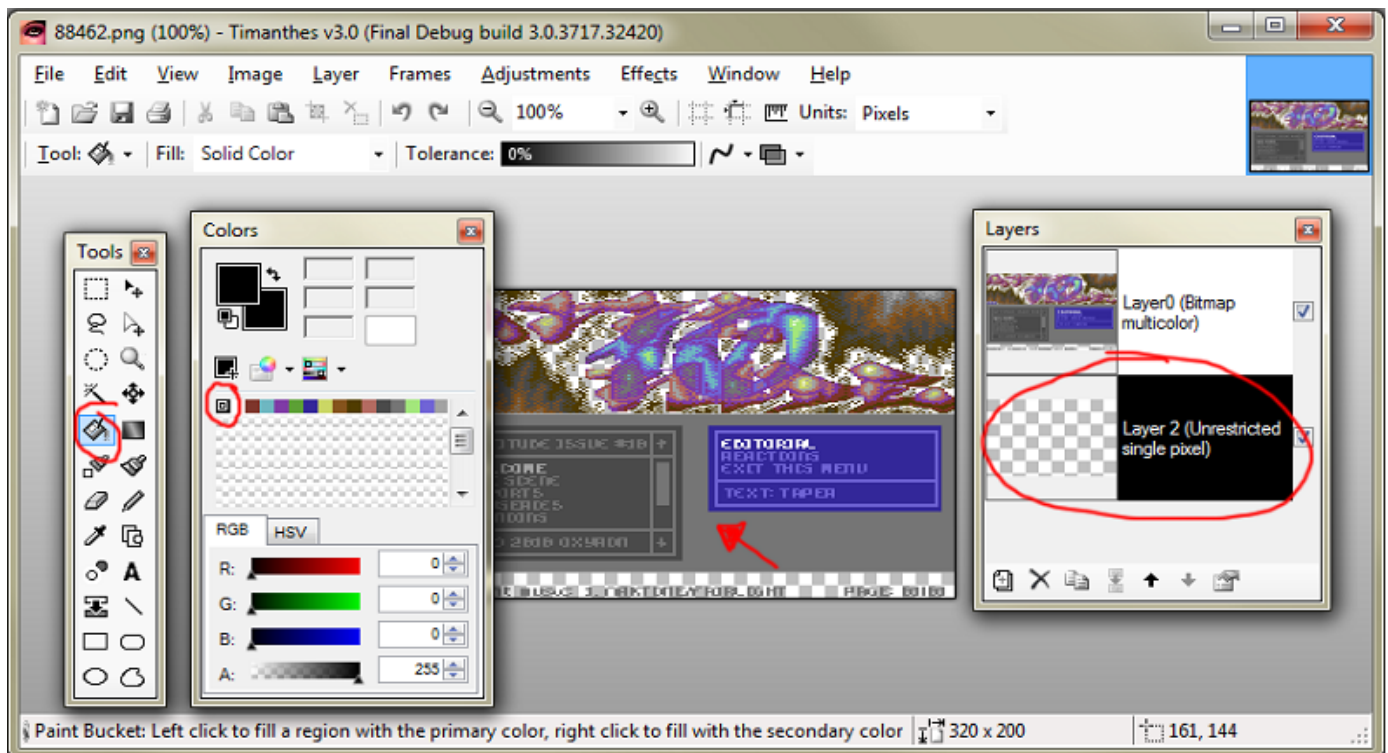 88462.png (100%) - Timanthes v3.0 (Final Debug build 3.0.3717.32420)
File Edit View Image Layer Frames Adjustments Effects Window Help
100% Units: Pixels
Tool: Fill: Solid Color Tolerance: 0%
Tools
Colors
RGB HSV
R: 0
G: 0
B: 0
A: 255
ISSUE
EDITORIAL
REACTIONS
EXIT THIS MENU
TEXT: TAPER
PAGE
Layers
Layer0 (Bitmap
multicolor)
Layer 2 (Unrestricted
single pixel)
Paint Bucket: Left click to fill a region with the primary color, right click to fill with the secondary color 320 x 200 161, 144